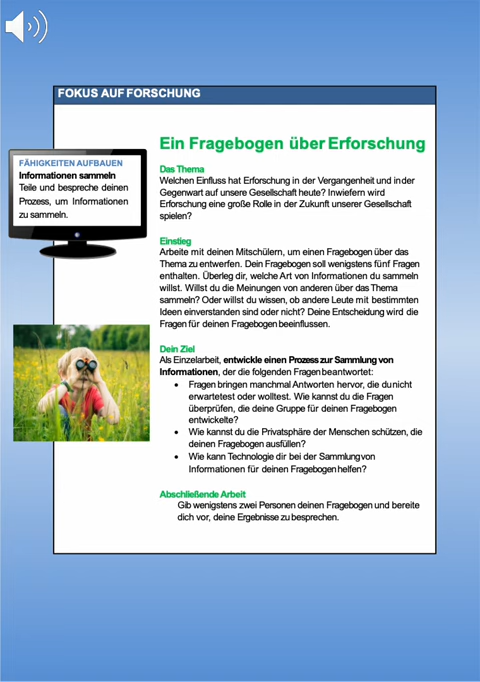 FOKUS AUF FORSCHUNG
FÄHIGKEITEN AUFBAUEN
Informationen sammeln
Teile und bespreche deinen
Prozess, um Informationen
zu sammeln.
Ein Fragebogen über Erforschung
Das Thema
Welchen Einfluss hat Erforschung in der Vergangenheit und in der
Gegenwart auf unsere Gesellschaft heute? Inwiefern wird
Erforschung eine große Rolle in der Zukunft unserer Gesellschaft
spielen?
Einstieg
Arbeite mit deinen Mitschülern, um einen Fragebogen über das
Thema zu entwerfen. Dein Fragebogen soll wenigstens fünf Fragen
enthalten. Überleg dir, welche Art von Informationen du sammeln
willst. Willst du die Meinungen von anderen über das Thema
sammeln? Oder willst du wissen, ob andere Leute mit bestimmten
Ideen einverstanden sind oder nicht? Deine Entscheidung wird die
Fragen für deinen Fragebogen beeinflussen.
Dein Ziel
Als Einzelarbeit, entwickle einen Prozess zur Sammlung von
Informationen, der die folgenden Fragen beantwortet:
• Fragen bringen manchmal Antworten hervor, die du nicht
erwartetest oder wolltest. Wie kannst du die Fragen
überprüfen, die deine Gruppe für deinen Fragebogen
entwickelte?
• Wie kannst du die Privatsphäre der Menschen schützen, die
deinen Fragebogen ausfüllen?
• Wie kann Technologie dir bei der Sammlung von
Informationen für deinen Fragebogen helfen?
Abschließende Arbeit
Gib wenigstens zwei Personen deinen Fragebogen und bereite
dich vor, deine Ergebnisse zu besprechen.